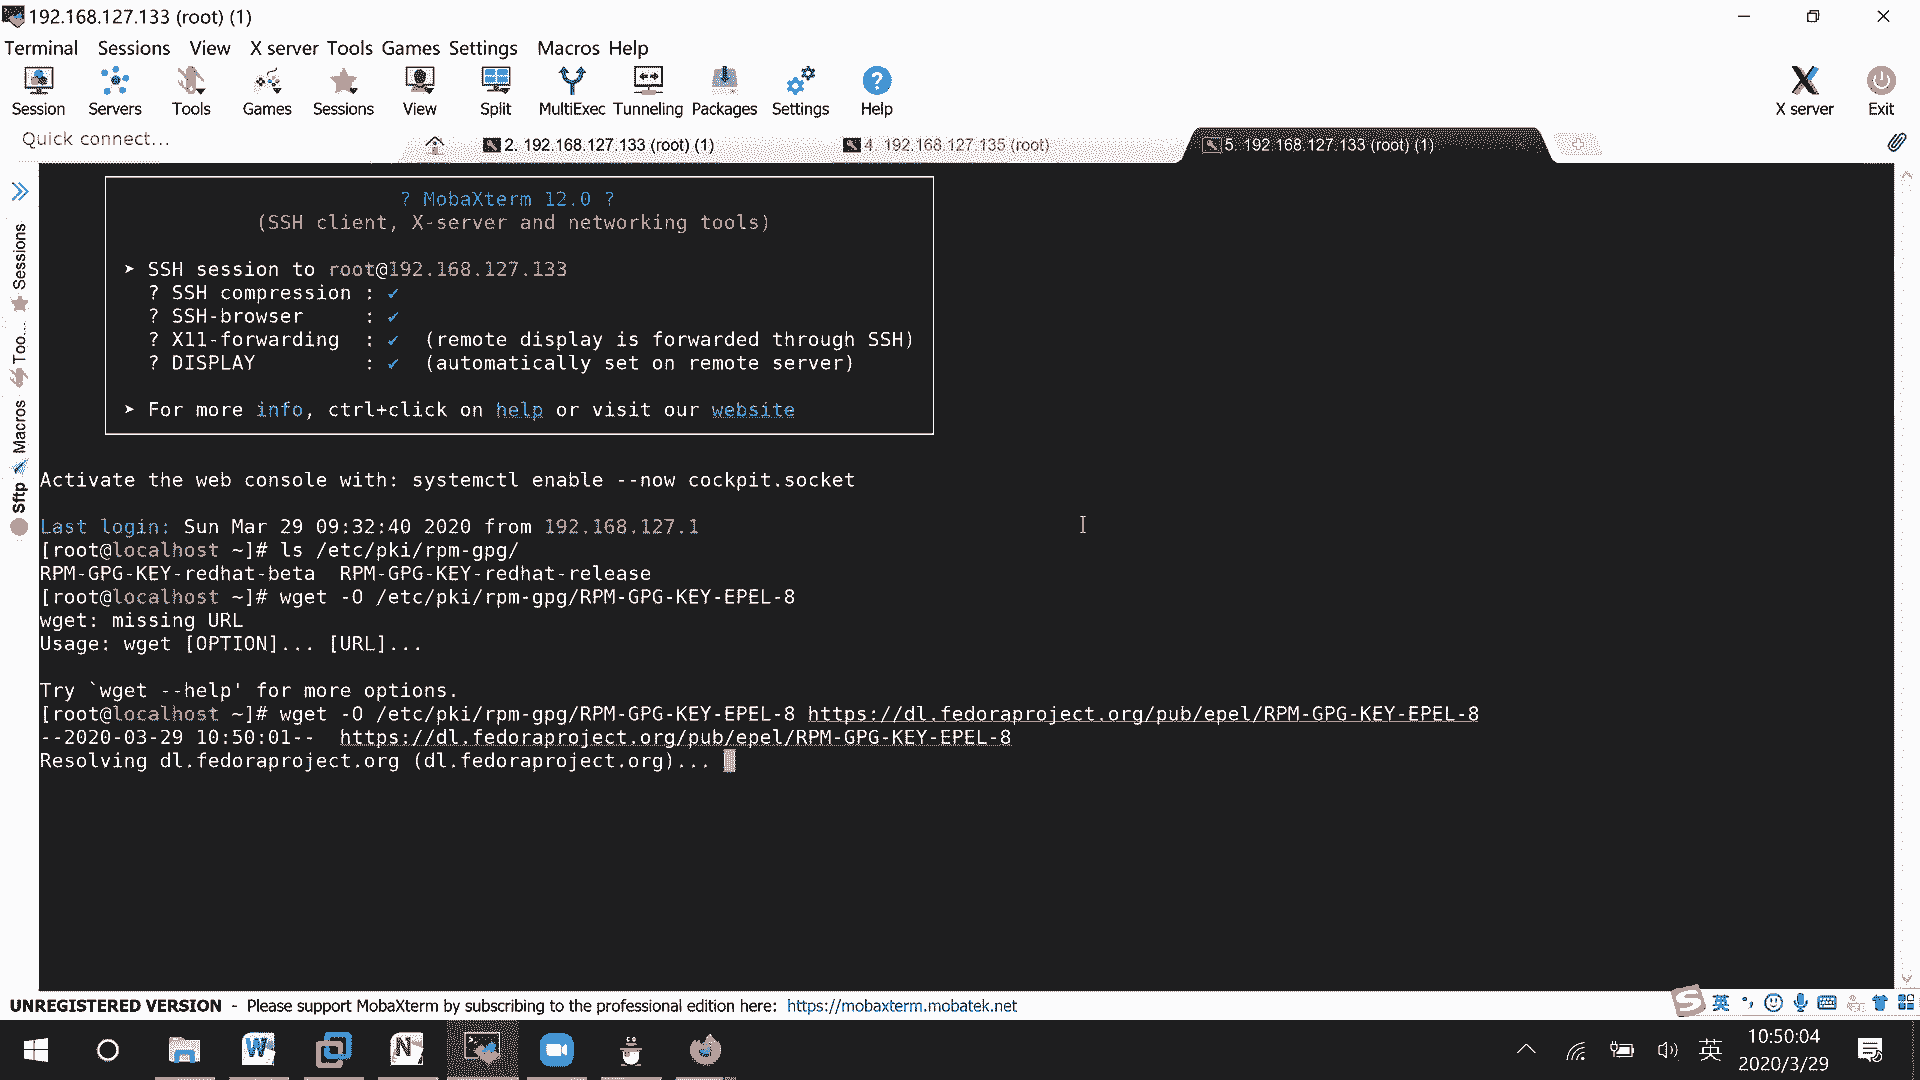 192.168.127.133 (root) (1)
Terminal Sessions View X server Tools Games Settings Macros Help
Session Servers Tools Games Sessions View Split MultiExec Tunneling Packages Settings Help X server Exit
Quick connect...
2. 192.168.127.133 (root) (1)
4. 192.168.127.135 (root)
5. 192.168.127.133 (root) (1)
Sessions
Too...
Macros
Sftp
? MobaXterm 12.0 ?
(SSH client, X-server and networking tools)
➤ SSH session to root@192.168.127.133
? SSH compression : ✔
? SSH-browser : ✔
? X11-forwarding : ✔ (remote display is forwarded through SSH)
? DISPLAY : ✔ (automatically set on remote server)
➤ For more info, ctrl+click on help or visit our website
Activate the web console with: systemctl enable --now cockpit.socket
Last login: Sun Mar 29 09:32:40 2020 from 192.168.127.1
[root@localhost ~]# ls /etc/pki/rpm-gpg/
RPM-GPG-KEY-redhat-beta RPM-GPG-KEY-redhat-release
[root@localhost ~]# wget -O /etc/pki/rpm-gpg/RPM-GPG-KEY-EPEL-8
wget: missing URL
Usage: wget [OPTION]... [URL]...
Try `wget --help' for more options.
[root@localhost ~]# wget -O /etc/pki/rpm-gpg/RPM-GPG-KEY-EPEL-8 https://dl.fedoraproject.org/pub/epel/RPM-GPG-KEY-EPEL-8
--2020-03-29 10:50:01-- https://dl.fedoraproject.org/pub/epel/RPM-GPG-KEY-EPEL-8
Resolving dl.fedoraproject.org (dl.fedoraproject.org)...
UNREGISTERED VERSION - Please support MobaXterm by subscribing to the professional edition here: https://mobaxterm.mobatek.net
英
英
10:50:04
2020/3/29